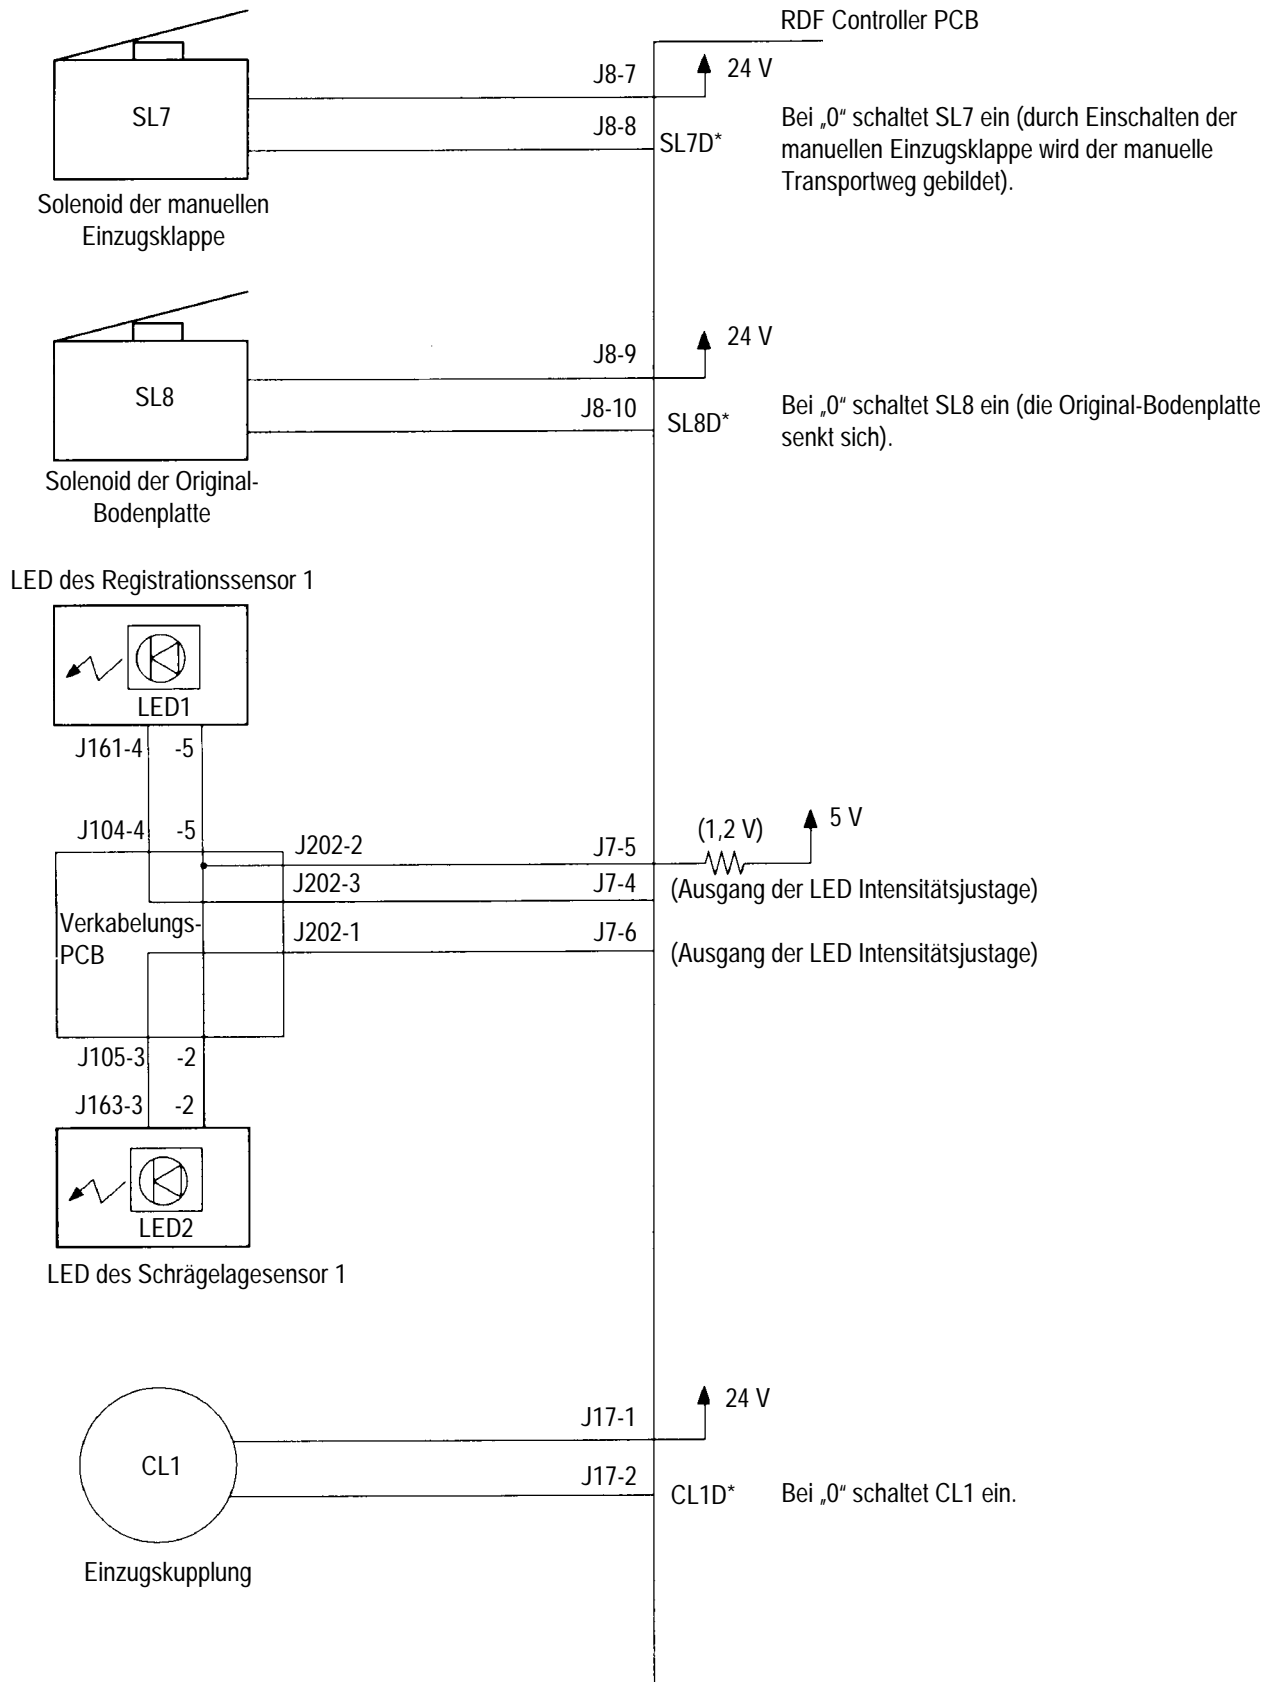 RDF Controller PCB
J8-7
24 V
SL7
J8-8
SL7D*
Bei „0“ schaltet SL7 ein (durch Einschalten der
manuellen Einzugsklappe wird der manuelle
Transportweg gebildet).
Solenoid der manuellen
Einzugsklappe
J8-9
24 V
SL8
J8-10
SL8D*
Bei „0“ schaltet SL8 ein (die Original-Bodenplatte
senkt sich).
Solenoid der Original-
Bodenplatte
LED des Registrationssensor 1
LED1
J161-4 -5
J104-4 -5
J202-2
J7-5
(1,2 V)
5 V
J202-3
J7-4
(Ausgang der LED Intensitätsjustage)
Verkabelungs-
PCB
J202-1
J7-6
(Ausgang der LED Intensitätsjustage)
J105-3 -2
J163-3 -2
LED2
LED des Schrägelagesensor 1
J17-1
24 V
CL1
J17-2
CL1D*
Bei „0“ schaltet CL1 ein.
Einzugskupplung